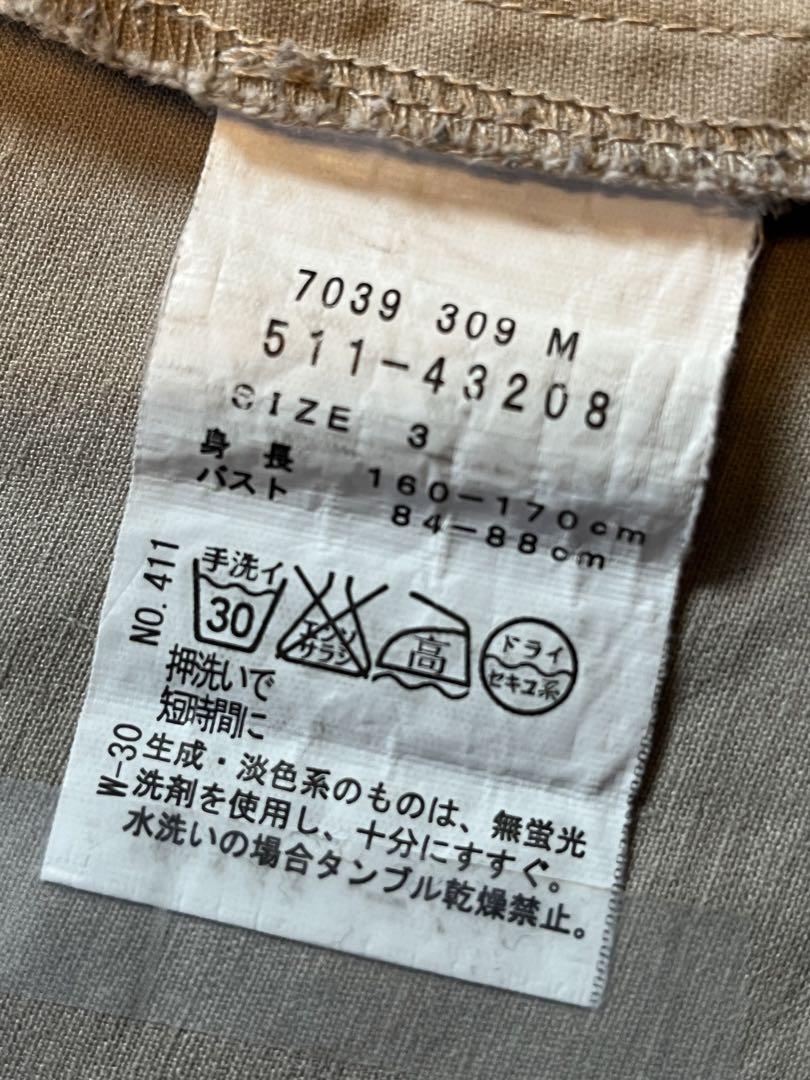 7039 309 M
511-43208
SIZE 3
身長 160-170cm
バスト 84-88cm
NO. 411
手洗イ
30
エンソ
サラシ
高
ドライ
セキユ系
押洗いで
短時間に
W-30
生成・淡色系のものは、無蛍光
洗剤を使用し、十分にすすぐ。
水洗いの場合タンブル乾燥禁止。